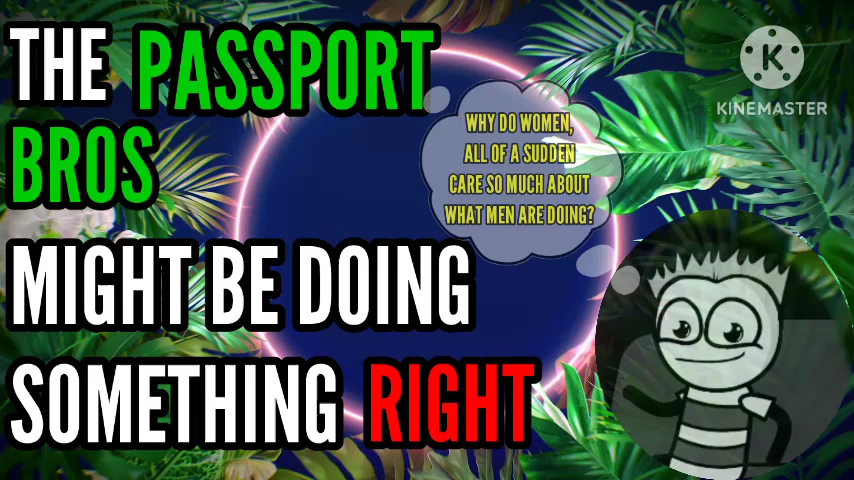 THE PASSPORT
BROS
MIGHT BE DOING
SOMETHING RIGHT
WHY DO WOMEN,
ALL OF A SUDDEN
CARE SO MUCH ABOUT
WHAT MEN ARE DOING?
K
KINEMASTER